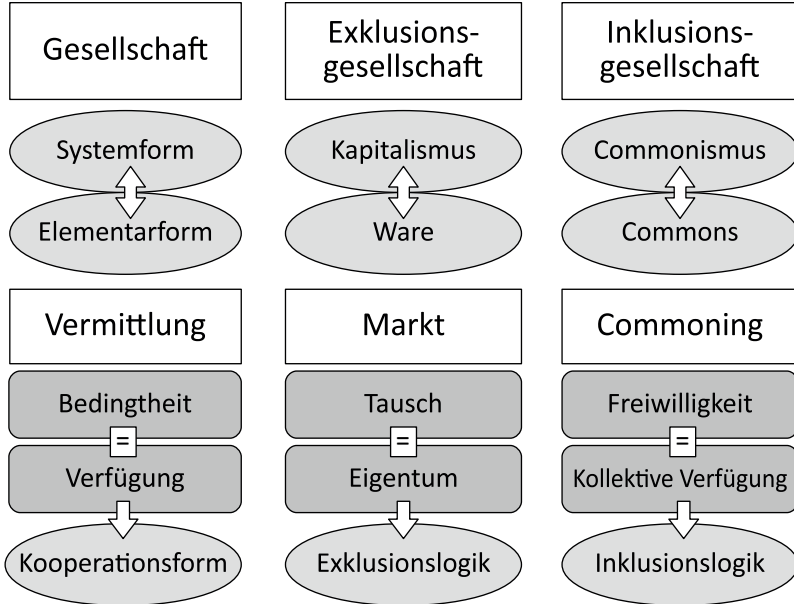 Gesellschaft
Exklusions-
gesellschaft
Inklusions-
gesellschaft
Systemform
Kapitalismus
Commonismus
Elementarform
Ware
Commons
Vermittlung
Markt
Commoning
Bedingtheit
Tausch
Freiwilligkeit
=
=
=
Verfügung
Eigentum
Kollektive Verfügung
Kooperationsform
Exklusionslogik
Inklusionslogik